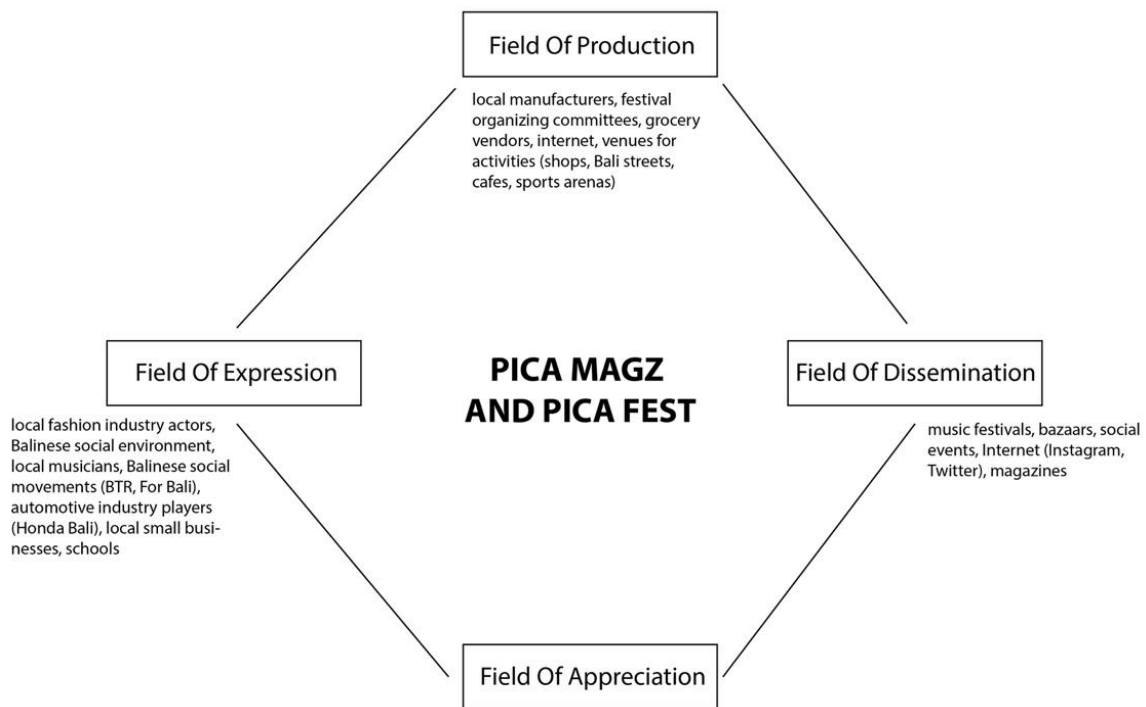 Field Of Production
local manufacturers, festival
organizing committees, grocery
vendors, internet, venues for
activities (shops, Bali streets,
cafes, sports arenas)
Field Of Expression
local fashion industry actors,
Balinese social environment,
local musicians, Balinese social
movements (BTR, For Bali),
automotive industry players
(Honda Bali), local small busi-
nesses, schools
PICA MAGZ
AND PICA FEST
Field Of Dissemination
music festivals, bazaars, social
events, Internet (Instagram,
Twitter), magazines
Field Of Appreciation